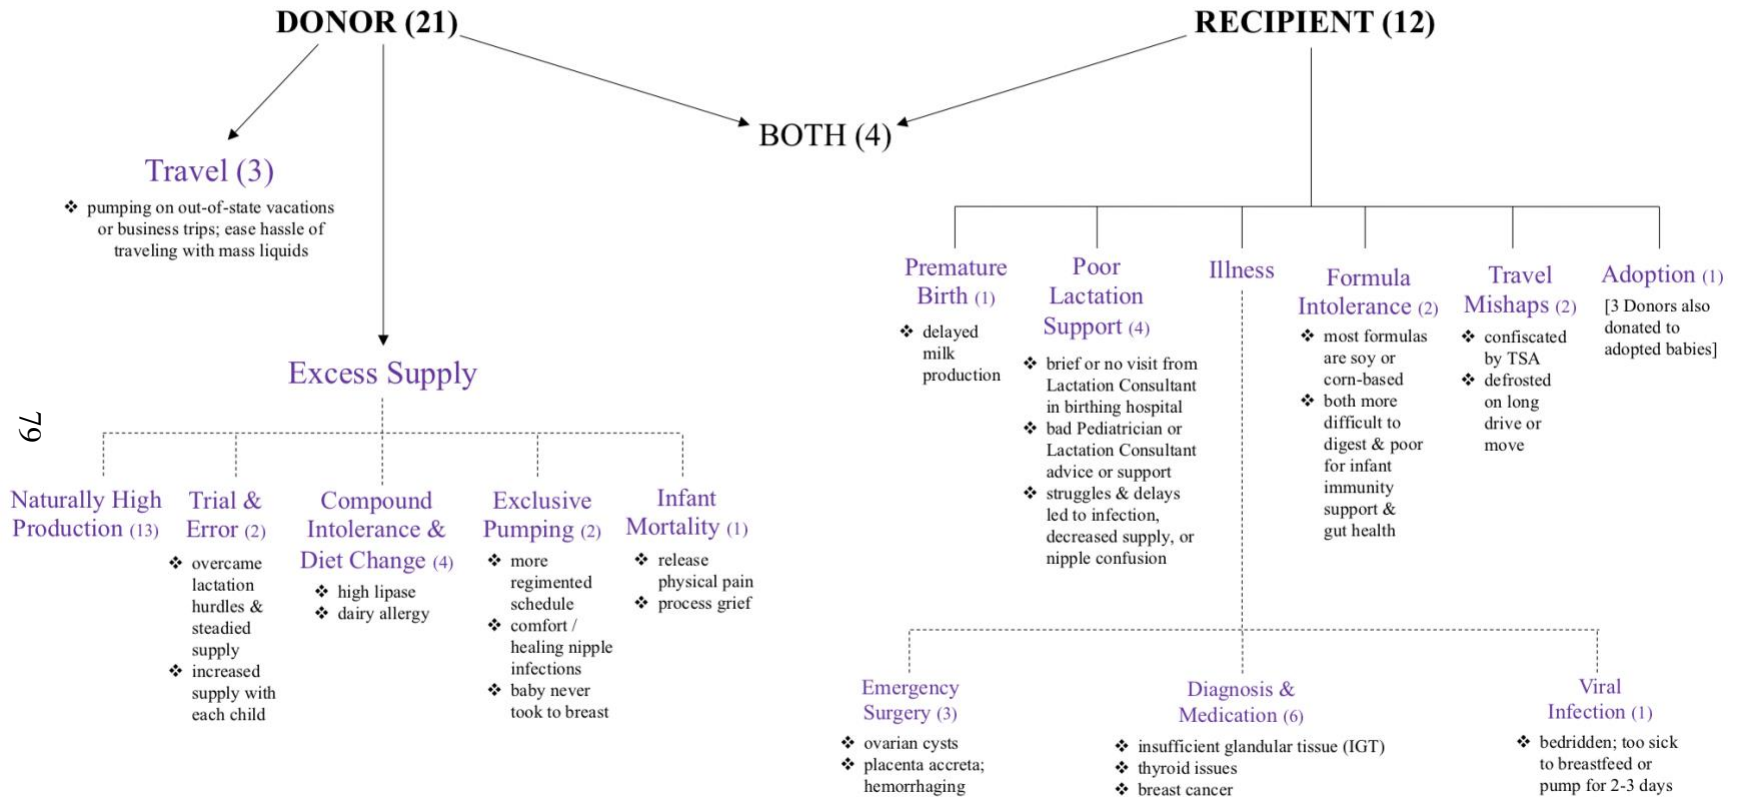 DONOR (21)
RECIPIENT (12)
BOTH (4)
Travel (3)
❖ pumping on out-of-state vacations
or business trips; ease hassle of
traveling with mass liquids
Excess Supply
Naturally High
Production (13)
Trial &
Error (2)
❖ overcame
lactation
hurdles &
steadied
supply
❖ increased
supply with
each child
Compound
Intolerance &
Diet Change (4)
❖ high lipase
❖ dairy allergy
Exclusive
Pumping (2)
❖ more
regimented
schedule
❖ comfort /
healing nipple
infections
❖ baby never
took to breast
Infant
Mortality (1)
❖ release
physical pain
❖ process grief
Premature
Birth (1)
❖ delayed
milk
production
Poor
Lactation
Support (4)
❖ brief or no visit from
Lactation Consultant
in birthing hospital
❖ bad Pediatrician or
Lactation Consultant
advice or support
❖ struggles & delays
led to infection,
decreased supply, or
nipple confusion
Illness
Formula
Intolerance (2)
❖ most formulas
are soy or
corn-based
❖ both more
difficult to
digest & poor
for infant
immunity
support &
gut health
Travel
Mishaps (2)
❖ confiscated
by TSA
❖ defrosted
on long
drive or
move
Adoption (1)
[3 Donors also
donated to
adopted babies]
Emergency
Surgery (3)
❖ ovarian cysts
❖ placenta accreta;
hemorrhaging
Diagnosis &
Medication (6)
❖ insufficient glandular tissue (IGT)
❖ thyroid issues
❖ breast cancer
Viral
Infection (1)
❖ bedridden; too sick
to breastfeed or
pump for 2-3 days
79